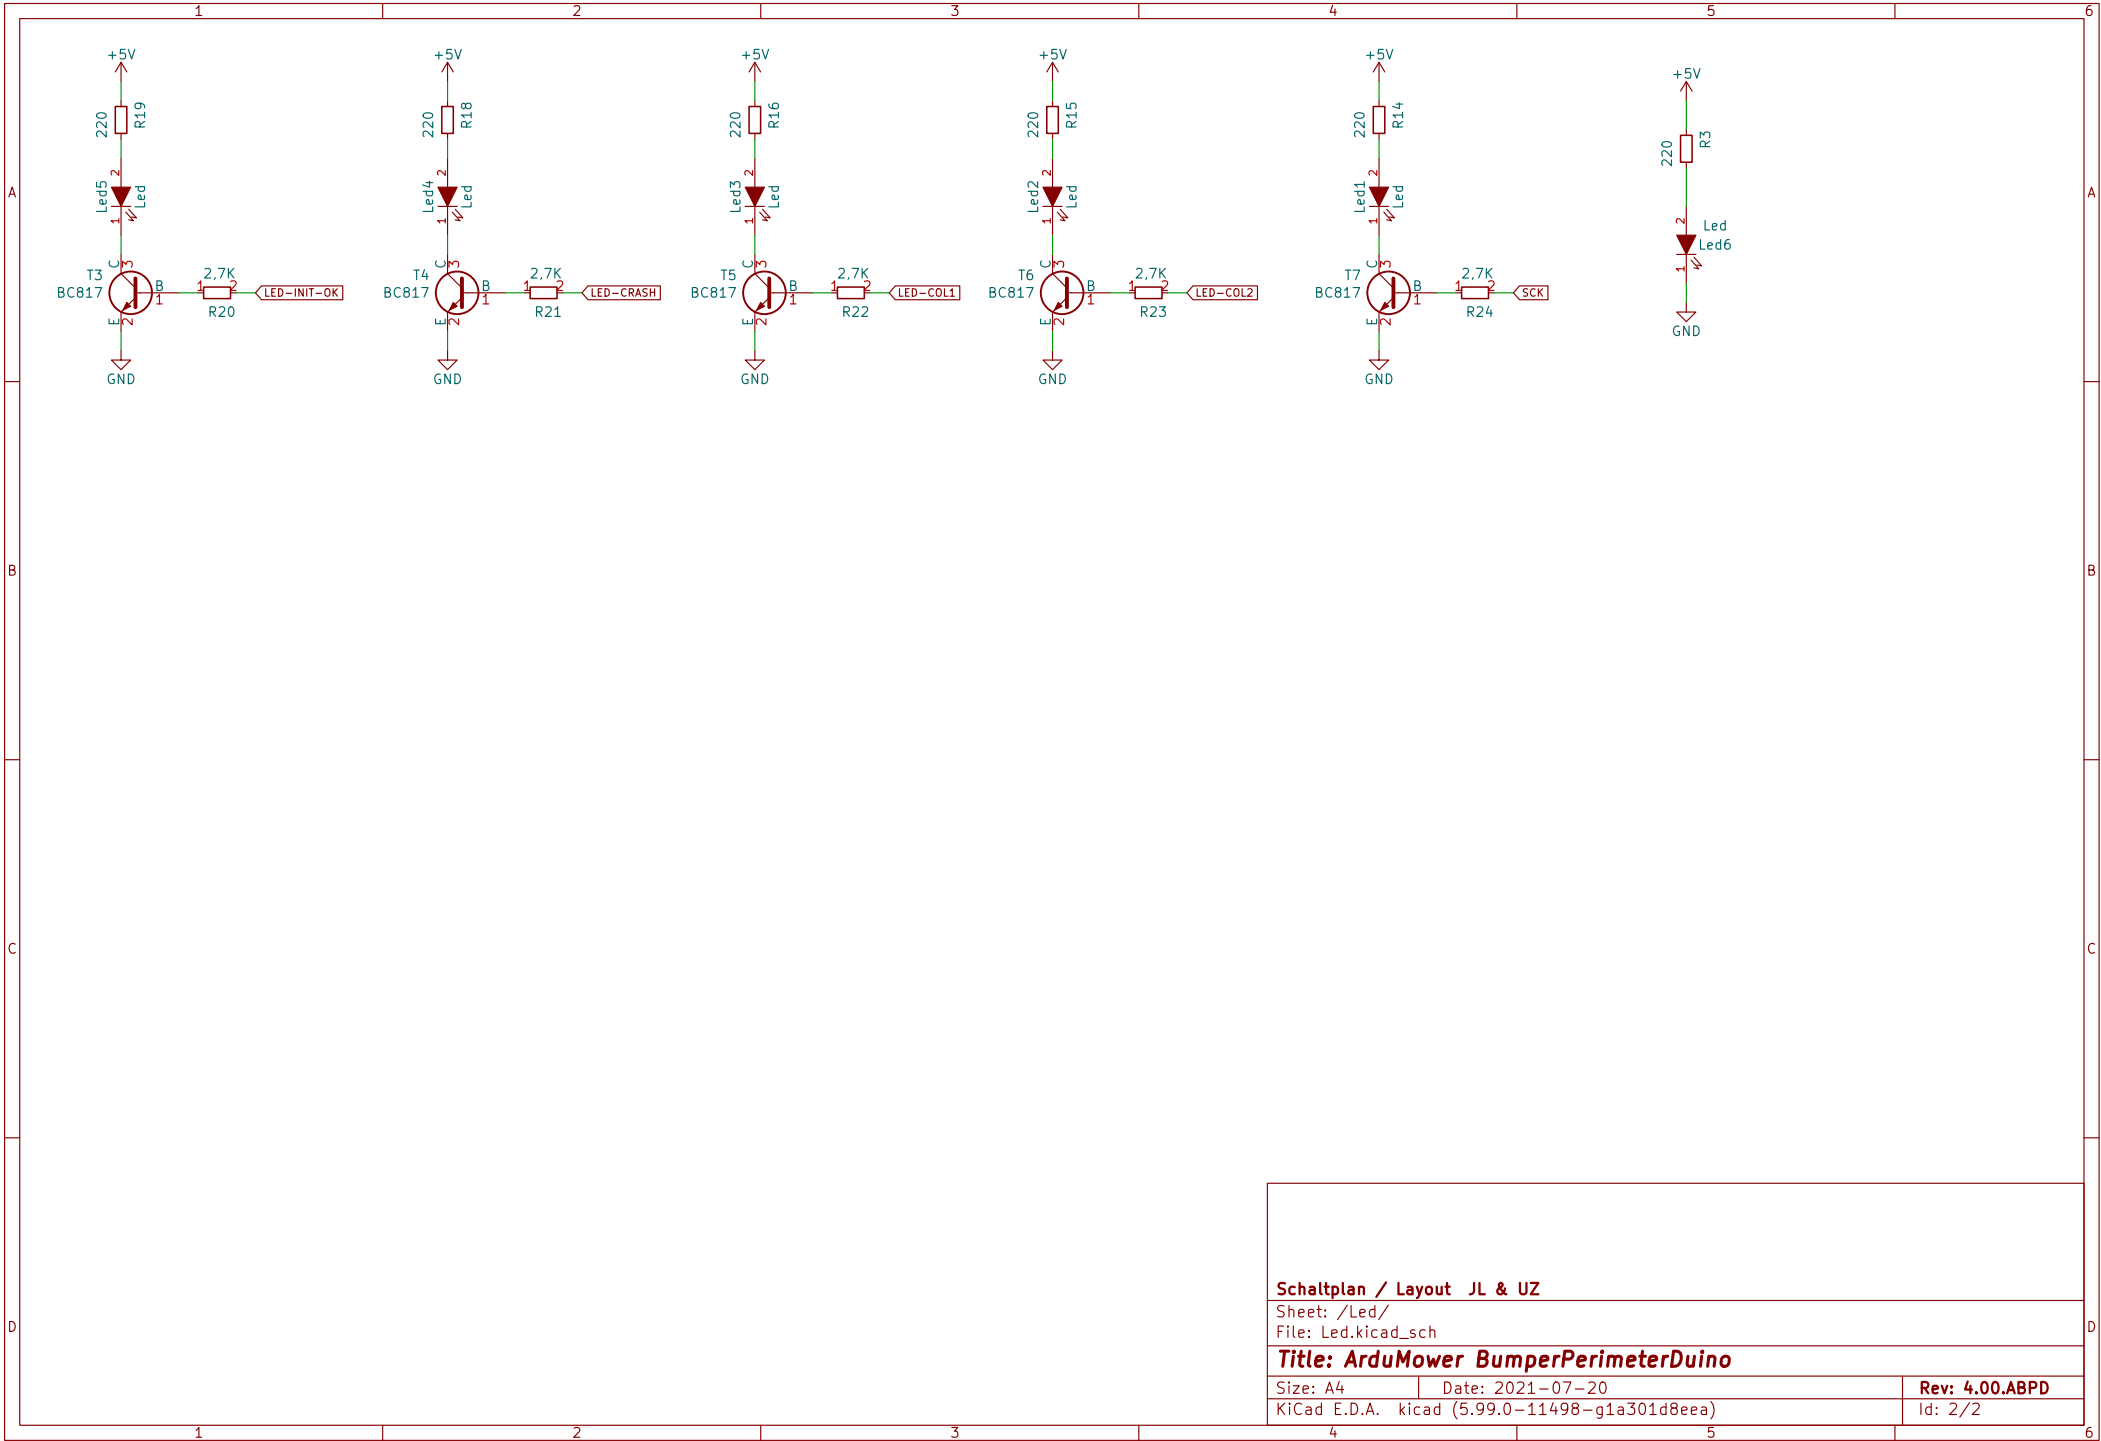 1 2 3 4 5 6
+5V +5V +5V +5V +5V
+5V
220 R19 220 R18 220 R16 220 R15 220 R14
220 R3
2 2 2 2 2
A A
Led5 Led Led4 Led Led3 Led Led2 Led Led1 Led
1 1 1 1 1
2 Led
Led6
1
C 3 C 3 C 3 C 3 C 3
T3 2,7K T4 2,7K T5 2,7K T6 2,7K T7 2,7K
BC817 B 1 1 2 LED-INIT-OK BC817 B 1 1 2 LED-CRASH BC817 B 1 1 2 LED-COL1 BC817 B 1 1 2 LED-COL2 BC817 B 1 1 2 SCK
R20 R21 R22 R23 R24
E 2 E 2 E 2 E 2 E 2
GND
GND GND GND GND GND
B B
C C
D D
Schaltplan / Layout JL & UZ
Sheet: /Led/
File: Led.kicad_sch
Title: ArduMower BumperPerimeterDuino
Size: A4 Date: 2021-07-20 Rev: 4.00.ABPD
KiCad E.D.A. kicad (5.99.0-11498-g1a301d8eea) Id: 2/2
1 2 3 4 5 6